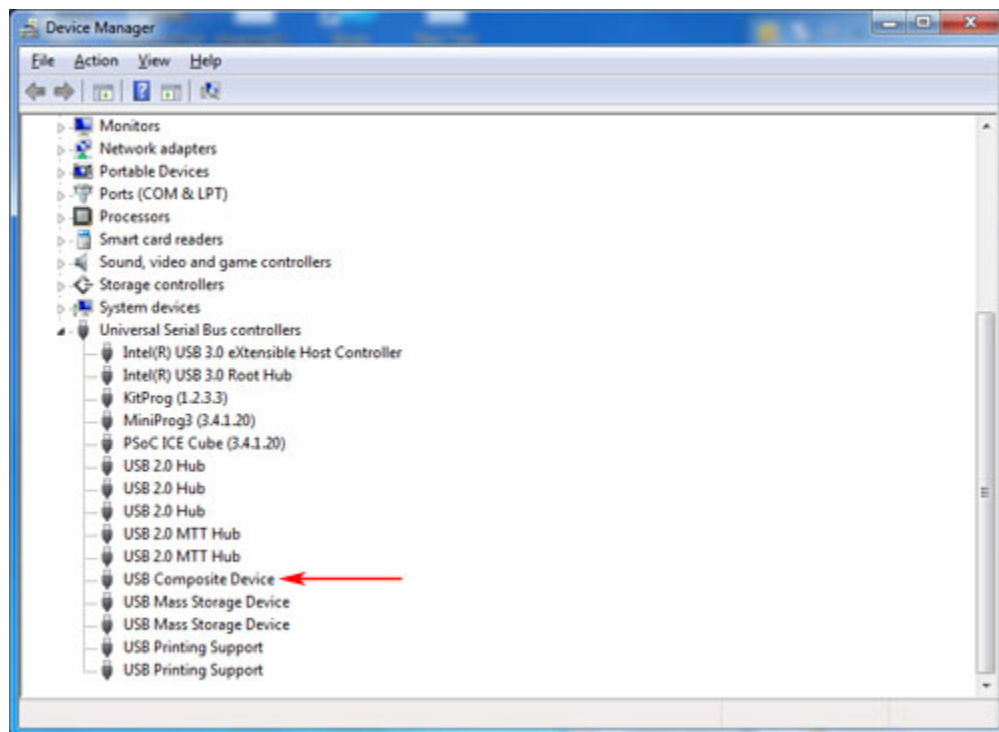 Device Manager
File Action View Help
Monitors
Network adapters
Portable Devices
Ports (COM & LPT)
Processors
Smart card readers
Sound, video and game controllers
Storage controllers
System devices
Universal Serial Bus controllers
Intel(R) USB 3.0 eXtensible Host Controller
Intel(R) USB 3.0 Root Hub
KitProg (1.2.3.3)
MiniProg3 (3.4.1.20)
PSoC ICE Cube (3.4.1.20)
USB 2.0 Hub
USB 2.0 Hub
USB 2.0 Hub
USB 2.0 MTT Hub
USB 2.0 MTT Hub
USB Composite Device
USB Mass Storage Device
USB Mass Storage Device
USB Printing Support
USB Printing Support